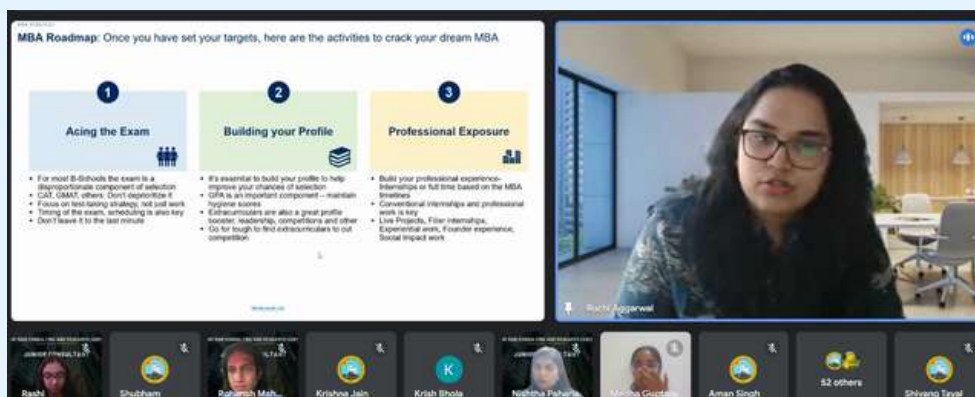 MBA Roadmap: Once you have set your targets, here are the activities to crack your dream MBA
1
2
3
Acing the Exam
Building your Profile
Professional Exposure
• For most B-Schools the exam is a
disproportionate component of selection
• CAT, GMAT, others: Don't deprioritize it
• Focus on test-taking strategy, not just work
• Timing of the exam, scheduling is also key
• Don't leave it to the last minute
• It's essential to build your profile to help
improve your chances of selection
• GPA is an important component – maintain
hygiene scores
• Extracurriculars are also a great profile
booster, leadership, competitions and other
• Go for tough to find extracurriculars to cut
competition
• Build your professional experience-
Internships or full time based on the MBA
timelines
• Conventional internships and professional
work is key
• Live Projects, Filler internships,
Experiential work, Founder experience,
Social Impact work
Ruchi Aggarwal
JUNIOR CONSULTANT
Rashi
Shubham
Rohansh Mah...
Krishna Jain
K
Krish Bhola
Nishtha Paharia
Gupta
Aman Singh
52 others
Shivang Tayal